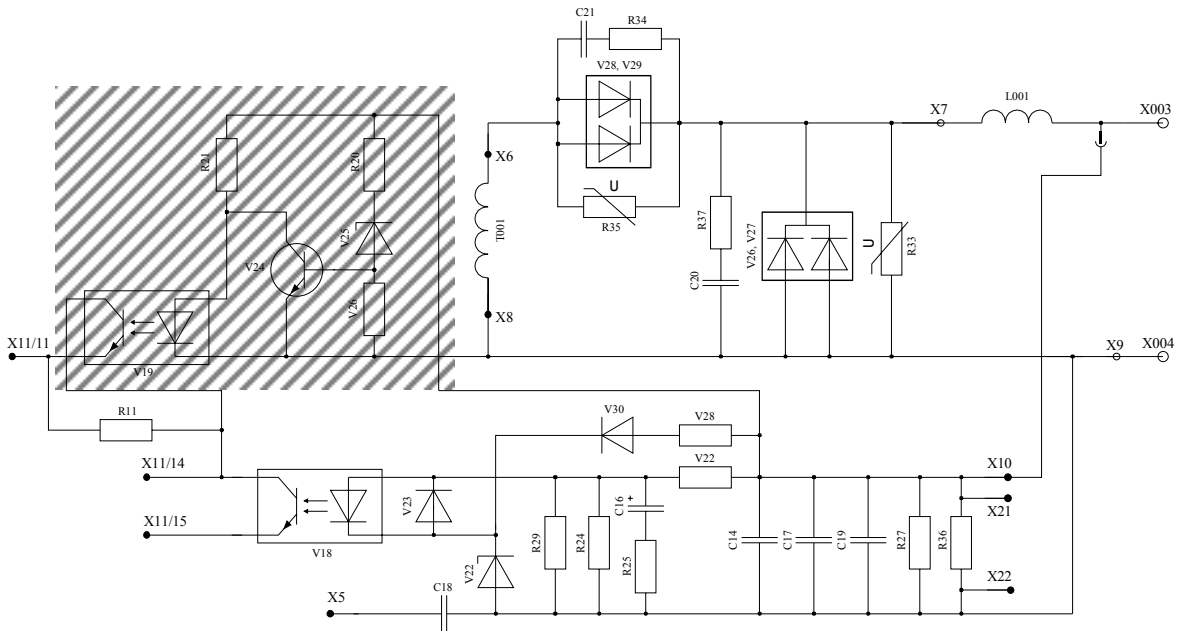 C21
R34
V28, V29
L001
X7
X003
R21
R20
X6
U
R35
T001
R37
V26, V27
U
R33
V25
V24
C20
V26
X8
X11/11
V19
X9
X004
R11
V30
V28
X11/14
V22
X10
V23
C16
+
X21
X11/15
R29
R24
C14
C17
C19
R27
R36
V18
V22
R25
X22
C18
X5